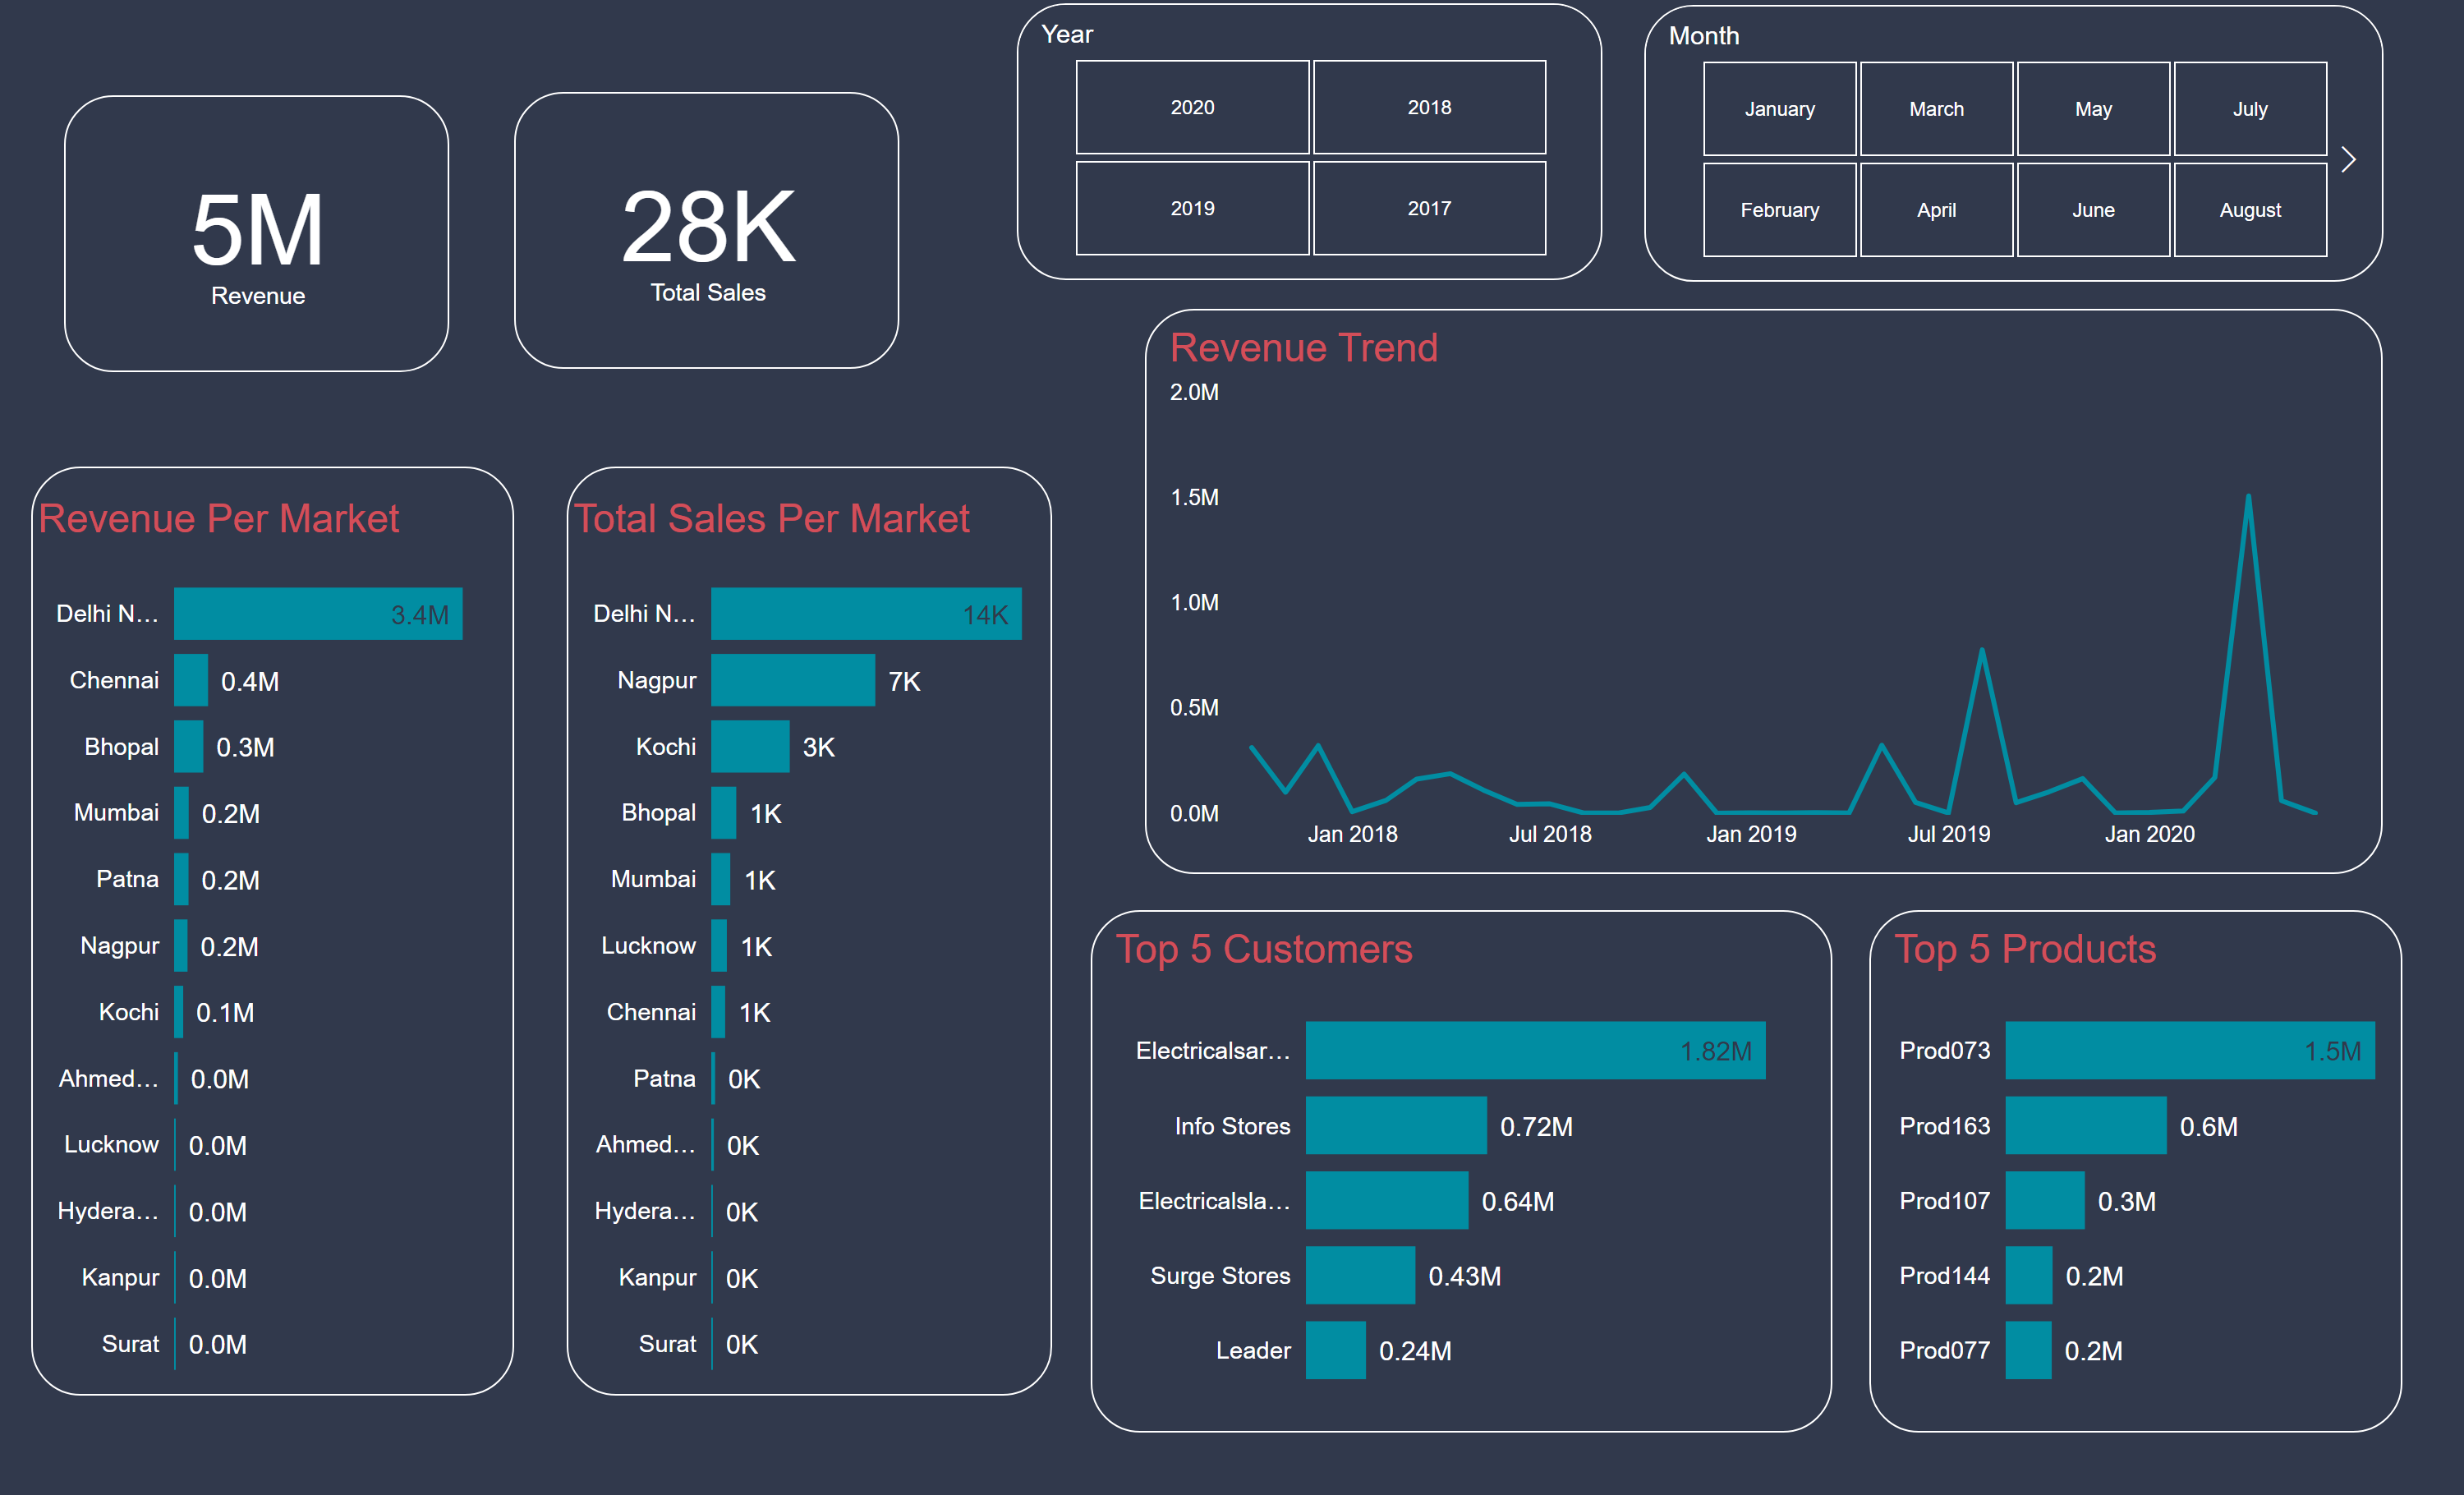 Year
2020
2018
2019
2017
Month
January
March
May
July
February
April
June
August
5M
Revenue
28K
Total Sales
Revenue Trend
2.0M
1.5M
1.0M
0.5M
0.0M
Jan 2018
Jul 2018
Jan 2019
Jul 2019
Jan 2020
Revenue Per Market
Delhi N… 3.4M
Chennai 0.4M
Bhopal 0.3M
Mumbai 0.2M
Patna 0.2M
Nagpur 0.2M
Kochi 0.1M
Ahmed… 0.0M
Lucknow 0.0M
Hydera… 0.0M
Kanpur 0.0M
Surat 0.0M
Total Sales Per Market
Delhi N… 14K
Nagpur 7K
Kochi 3K
Bhopal 1K
Mumbai 1K
Lucknow 1K
Chennai 1K
Patna 0K
Ahmed… 0K
Hydera… 0K
Kanpur 0K
Surat 0K
Top 5 Customers
Electricalsar… 1.82M
Info Stores 0.72M
Electricalsla… 0.64M
Surge Stores 0.43M
Leader 0.24M
Top 5 Products
Prod073 1.5M
Prod163 0.6M
Prod107 0.3M
Prod144 0.2M
Prod077 0.2M